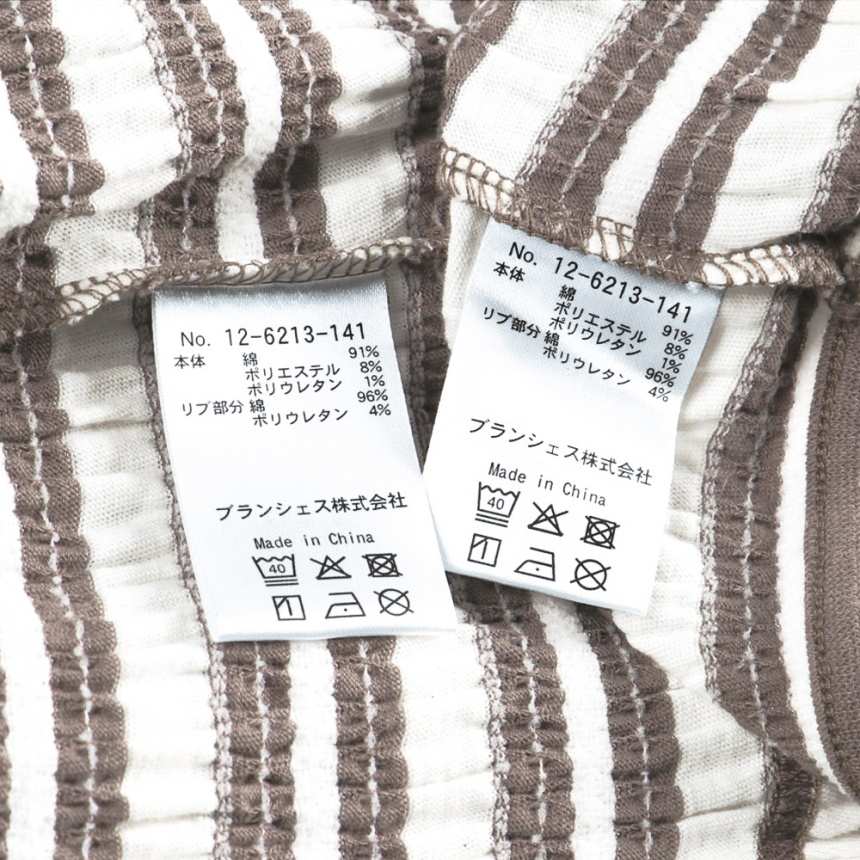 No. 12-6213-141
本体 綿 91%
ポリエステル 8%
ポリウレタン 1%
リブ部分 綿 96%
ポリウレタン 4%
ブランシェス株式会社
Made in China
40
No. 12-6213-141
本体 綿 91%
ポリエステル 8%
ポリウレタン 1%
リブ部分 綿 96%
ポリウレタン 4%
ブランシェス株式会社
Made in China
40